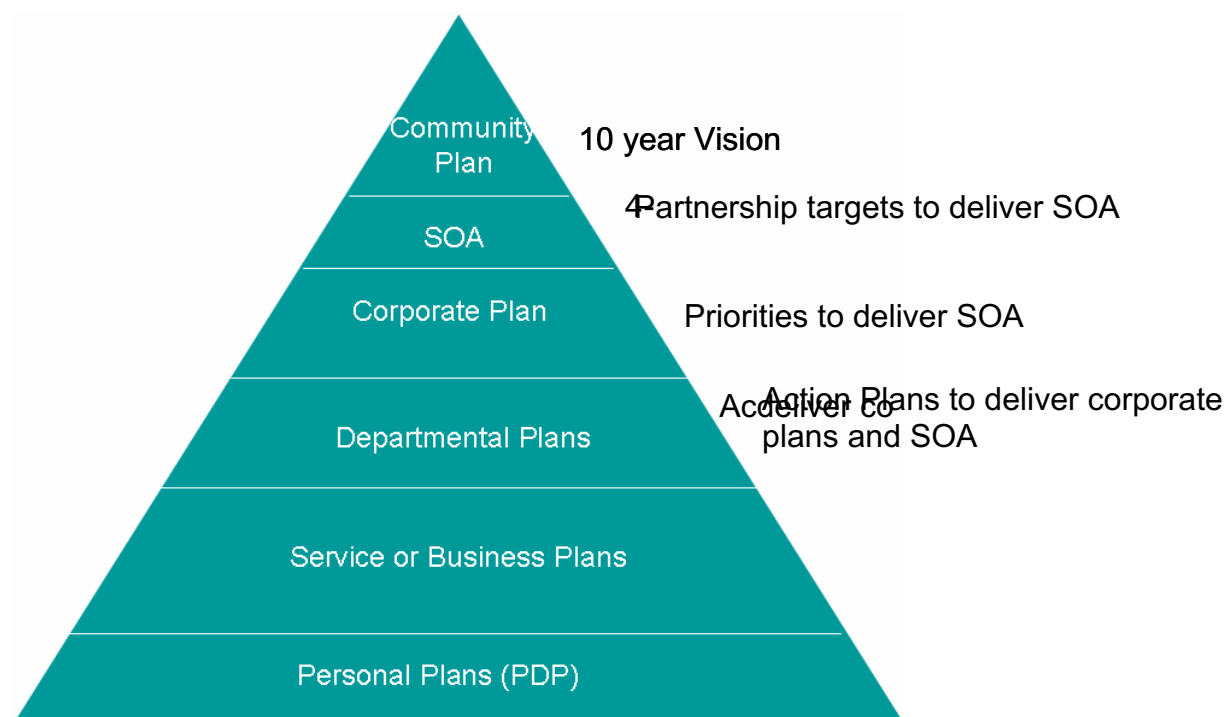 Community
Plan
10 year Vision
4-
Partnership targets to deliver SOA
SOA
Corporate Plan
Priorities to deliver SOA
Action Plans to deliver corporate
plans and SOA
Departmental Plans
Service or Business Plans
Personal Plans (PDP)